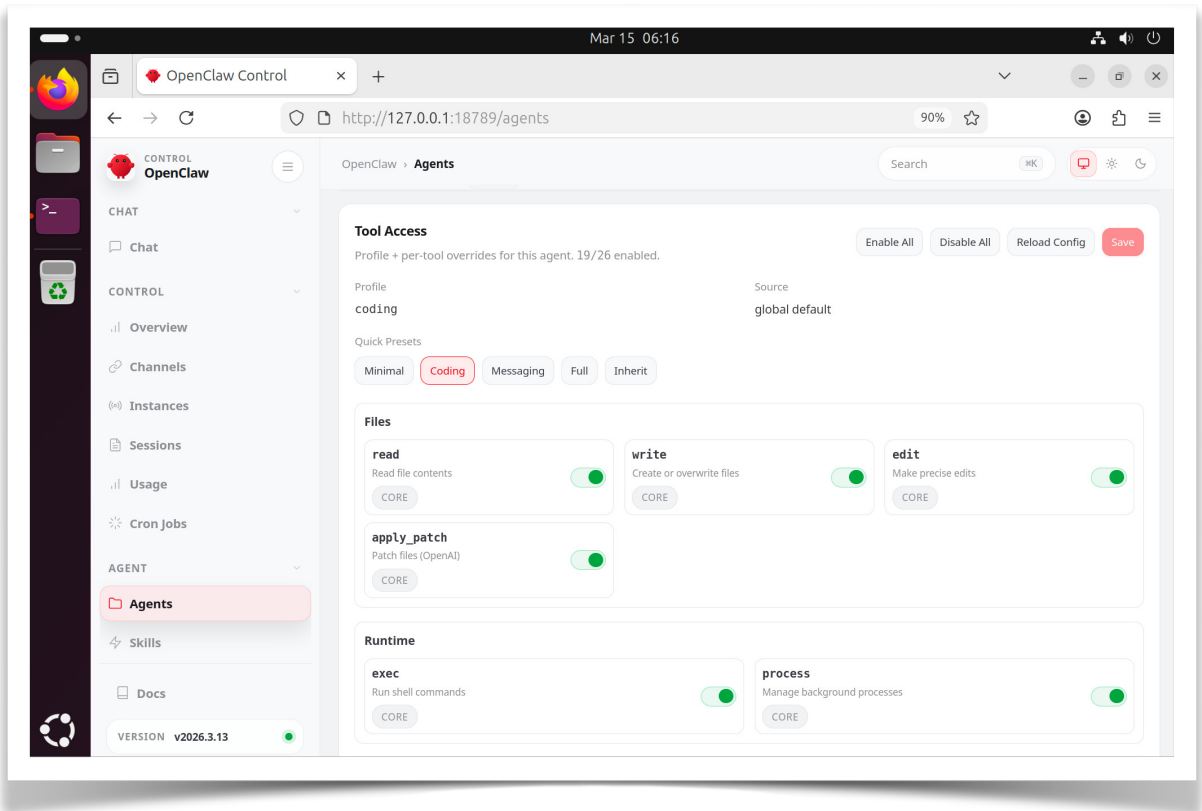 Mar 15 06:16
OpenClaw Control
http://127.0.0.1:18789/agents
90%
CONTROL
OpenClaw
OpenClaw › Agents
Search
⌘K
CHAT
Chat
CONTROL
Overview
Channels
Instances
Sessions
Usage
Cron Jobs
AGENT
Agents
Skills
Docs
VERSION v2026.3.13
Tool Access
Profile + per-tool overrides for this agent. 19/26 enabled.
Enable All
Disable All
Reload Config
Save
Profile
coding
Source
global default
Quick Presets
Minimal
Coding
Messaging
Full
Inherit
Files
read
Read file contents
CORE
write
Create or overwrite files
CORE
edit
Make precise edits
CORE
apply_patch
Patch files (OpenAI)
CORE
Runtime
exec
Run shell commands
CORE
process
Manage background processes
CORE